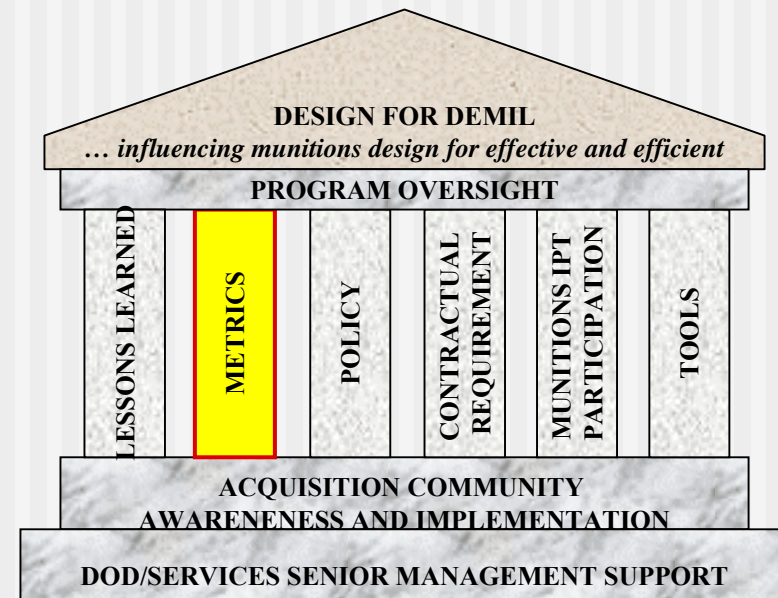 DESIGN FOR DEMIL
… influencing munitions design for effective and efficient
PROGRAM OVERSIGHT
LESSONS LEARNED
METRICS
POLICY
CONTRACTUAL
REQUIREMENT
MUNITIONS IPT
PARTICIPATION
TOOLS
ACQUISITION COMMUNITY
AWARENENESS AND IMPLEMENTATION
DOD/SERVICES SENIOR MANAGEMENT SUPPORT